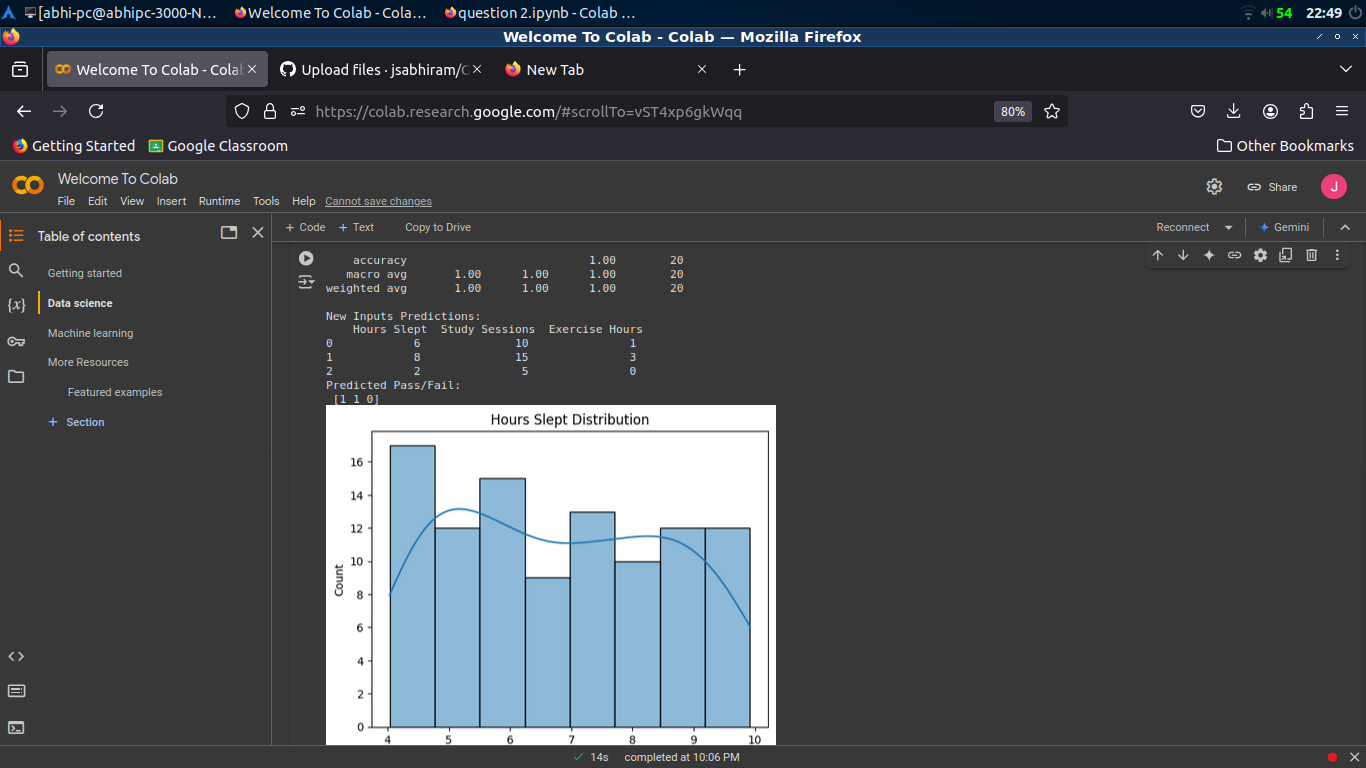 [abhi-pc@abhipc-3000-N...
Welcome To Colab - Cola...
question 2.ipynb - Colab ...
54
22:49
Welcome To Colab - Colab — Mozilla Firefox
Welcome To Colab - Colab
Upload files · jsabhiram/C
New Tab
https://colab.research.google.com/#scrollTo=vST4xp6gkWqq
80%
Getting Started
Google Classroom
Other Bookmarks
Welcome To Colab
File Edit View Insert Runtime Tools Help Cannot save changes
Share
J
Table of contents
+ Code + Text Copy to Drive
Reconnect
Gemini
Getting started
Data science
Machine learning
More Resources
Featured examples
+ Section
accuracy 1.00 20
macro avg 1.00 1.00 1.00 20
weighted avg 1.00 1.00 1.00 20
New Inputs Predictions:
Hours Slept Study Sessions Exercise Hours
0 6 10 1
1 8 15 3
2 2 5 0
Predicted Pass/Fail:
[1 1 0]
Hours Slept Distribution
Count
16
14
12
10
8
6
4
2
0
4 5 6 7 8 9 10
14s completed at 10:06 PM